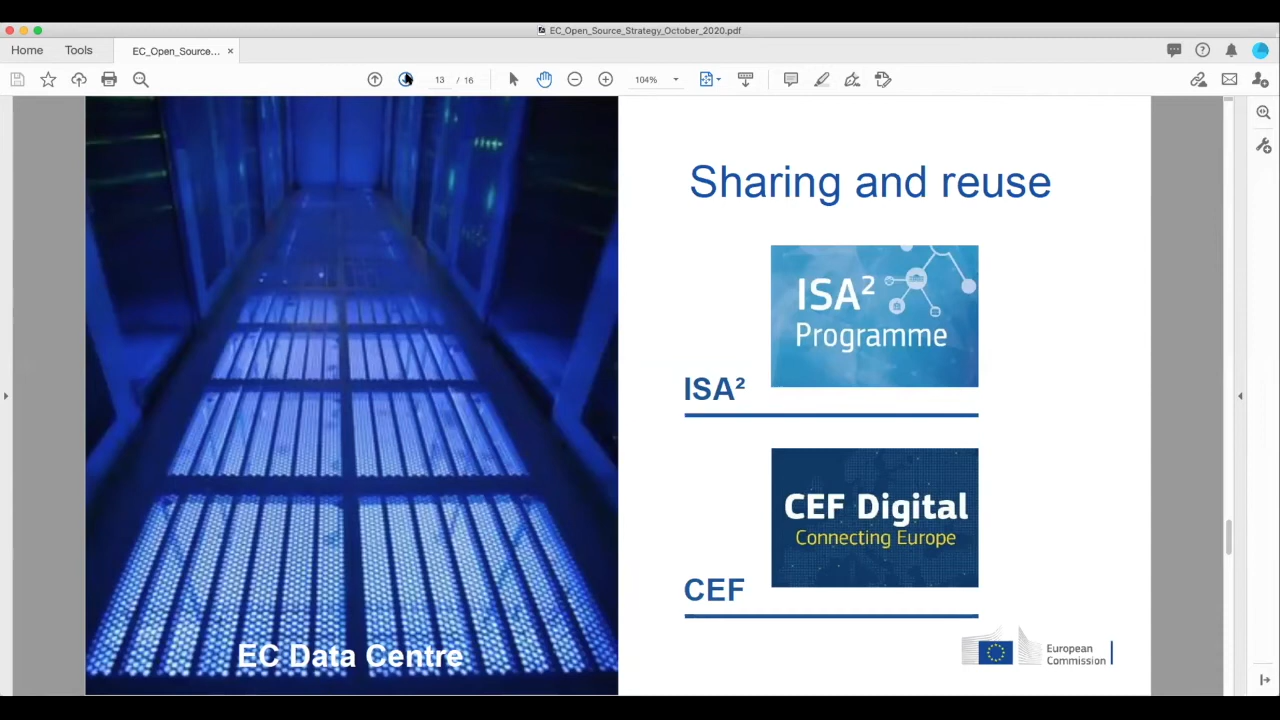 EC_Open_Source_Strategy_October_2020.pdf
Home
Tools
EC_Open_Source...
13 / 16
104%
Sharing and reuse
ISA²
Programme
ISA²
CEF Digital
Connecting Europe
CEF
EC Data Centre
European
Commission